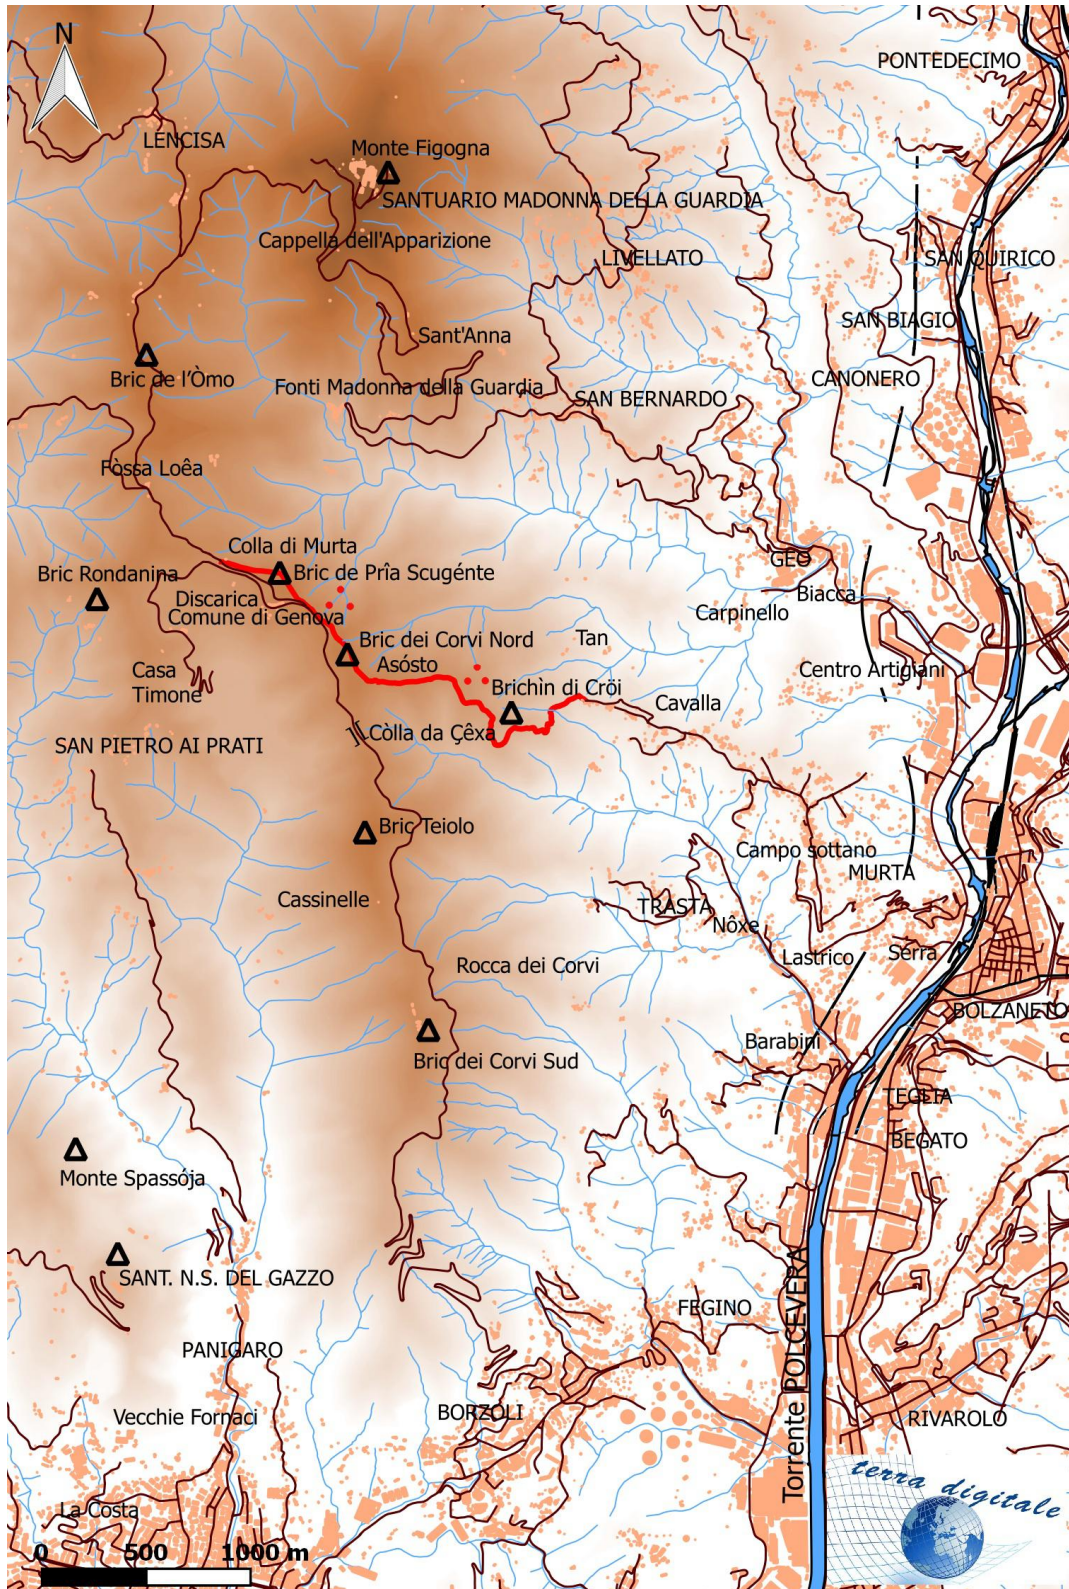 N
PONTEDECIMO
LENCISA
Monte Figogna
SANTUARIO MADONNA DELLA GUARDIA
Cappella dell'Apparizione
LIVELLATO
SAN QUIRICO
SAN BIAGIO
Sant'Anna
Bric de l'Òmo
Fonti Madonna della Guardia
CANONERO
SAN BERNARDO
Fòssa Loêa
Colla di Murta
GEO
Bric Rondanina
Bric de Prîa Scugénte
Discarica
Comune di Genova
Biacca
Carpinello
Bric dei Corvi Nord
Tan
Asósto
Casa
Timone
Centro Artigiani
Brichìn di Cröi
Cavalla
Còlla da Çêxa
SAN PIETRO AI PRATI
Bric Teiolo
Campo sottano
MURTA
Cassinelle
TRASTA
Nôxe
Lastrico
Serra
Rocca dei Corvi
BOLZANETO
Barabini
Bric dei Corvi Sud
TEGLIA
BEGATO
Monte Spassója
SANT. N.S. DEL GAZZO
FEGINO
Torrente POLCEVERA
PANIGARO
Vecchie Fornaci
BORZOLI
RIVAROLO
terra digitale
La Costa
0 500 1000 m